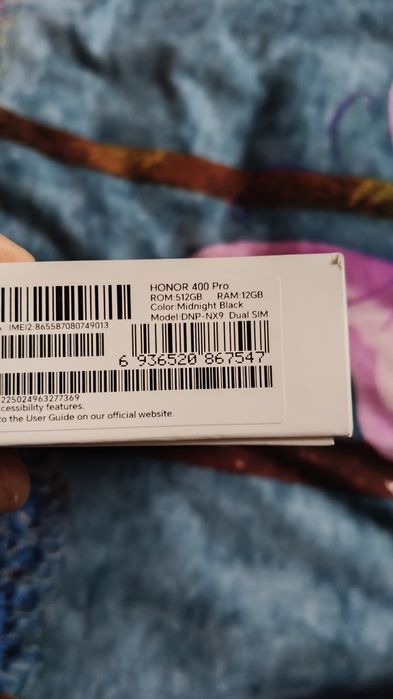 HONOR 400 Pro
ROM:512GB RAM:12GB
Color:Midnight Black
Model:DNP-NX9 Dual SIM
IMEI2:865587080749013
6 936520 867547
225024963277369
ccessibility features.
to the User Guide on our official website.